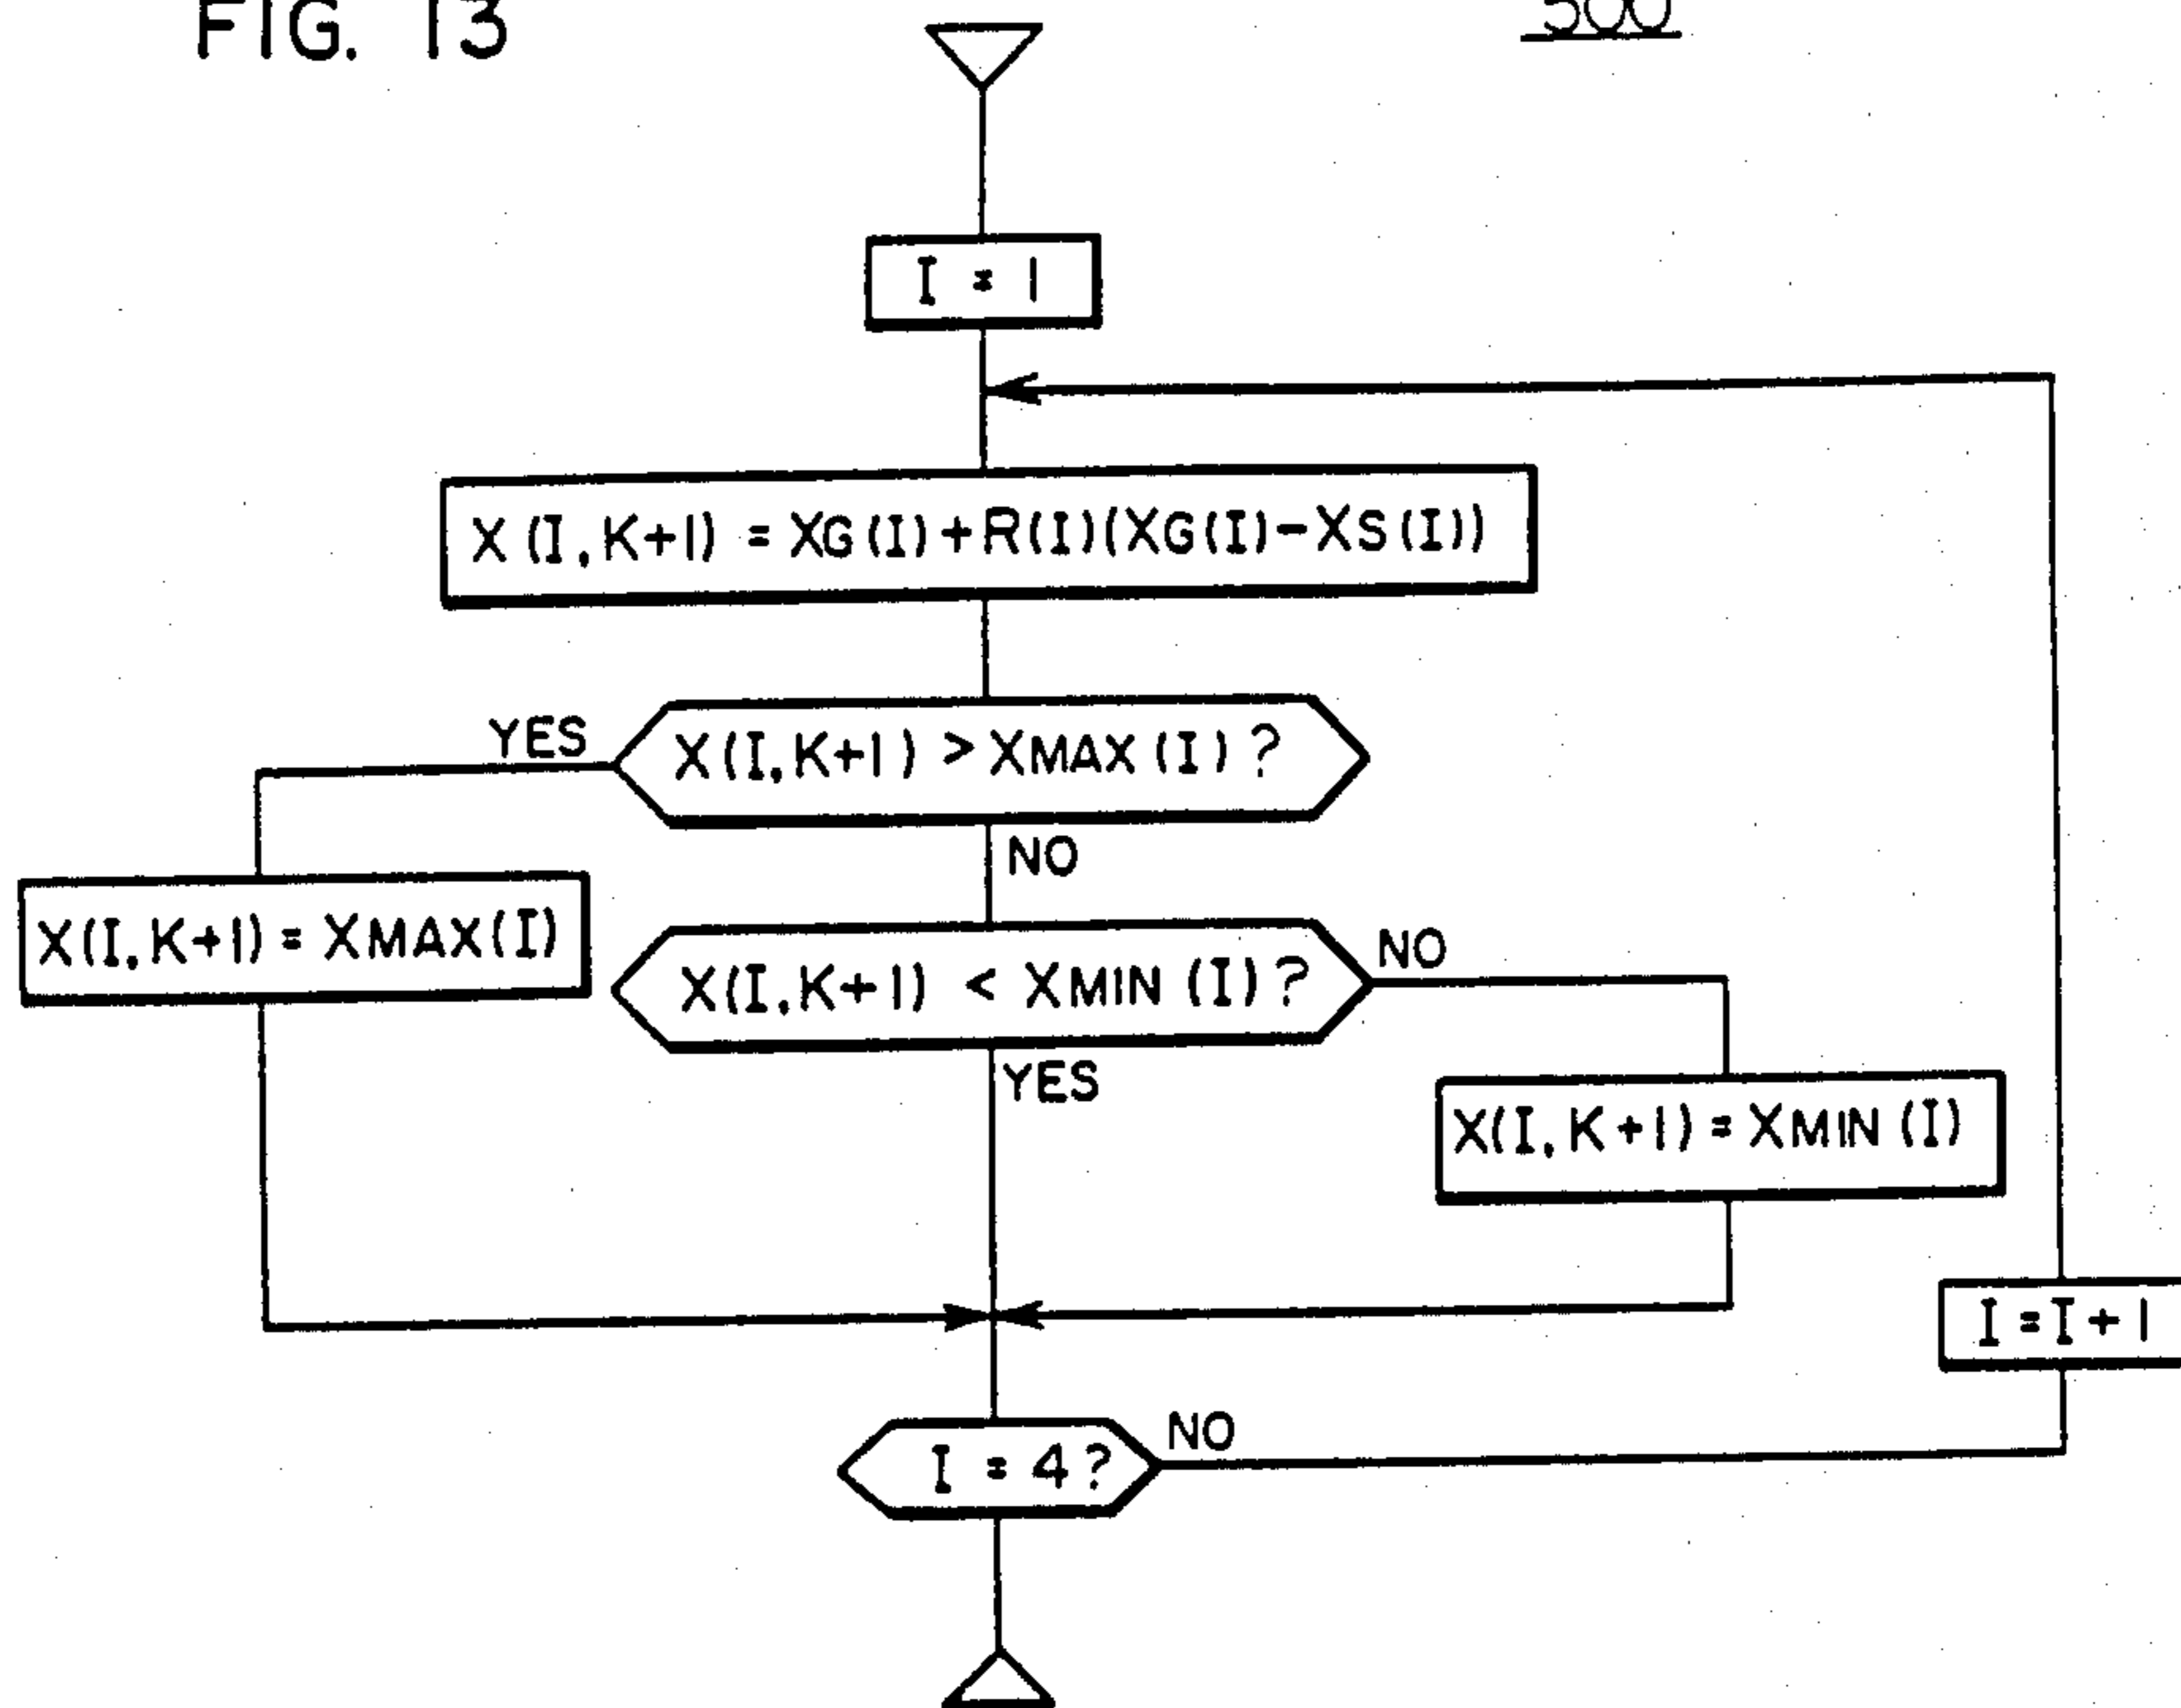 FIG. 13
300
I = 1
X(I,K+1) = XG(I)+R(I)(XG(I)-XS(I))
YES
X(I,K+1) > XMAX(I)?
NO
X(I,K+1) = XMAX(I)
X(I,K+1) < XMIN(I)?
NO
YES
X(I,K+1) = XMIN(I)
I=I+1
I = 4?
NO